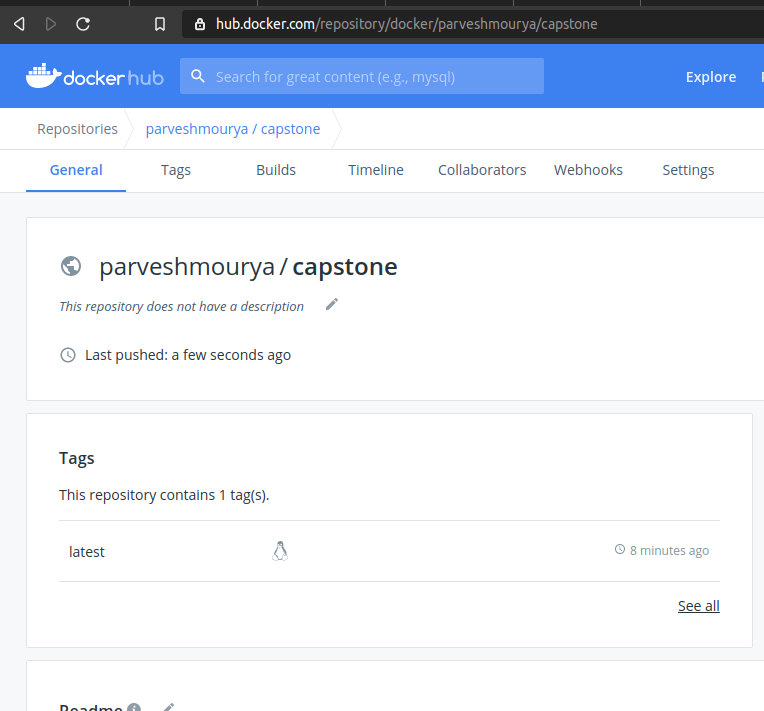 hub.docker.com/repository/docker/parveshmourya/capstone
docker hub Search for great content (e.g., mysql) Explore
Repositories parveshmourya / capstone
General Tags Builds Timeline Collaborators Webhooks Settings
parveshmourya / capstone
This repository does not have a description
Last pushed: a few seconds ago
Tags
This repository contains 1 tag(s).
latest 8 minutes ago
See all
Readme